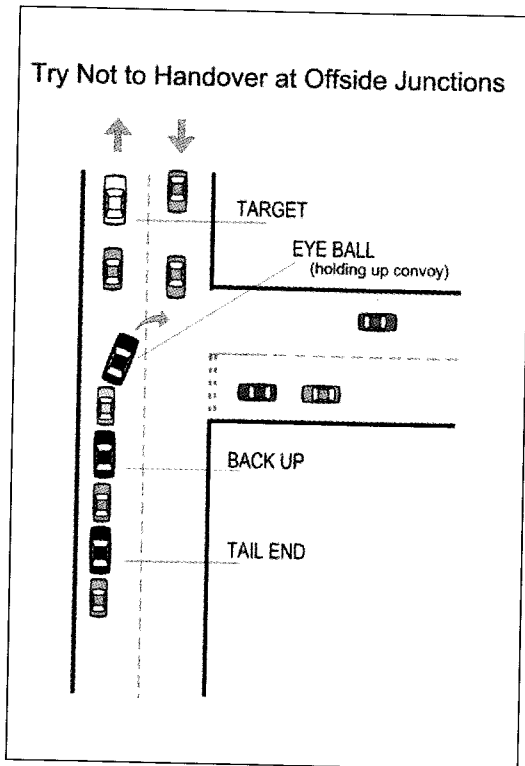 Try Not to Handover at Offside Junctions
TARGET
EYE BALL
(holding up convoy)
BACK UP
TAIL END